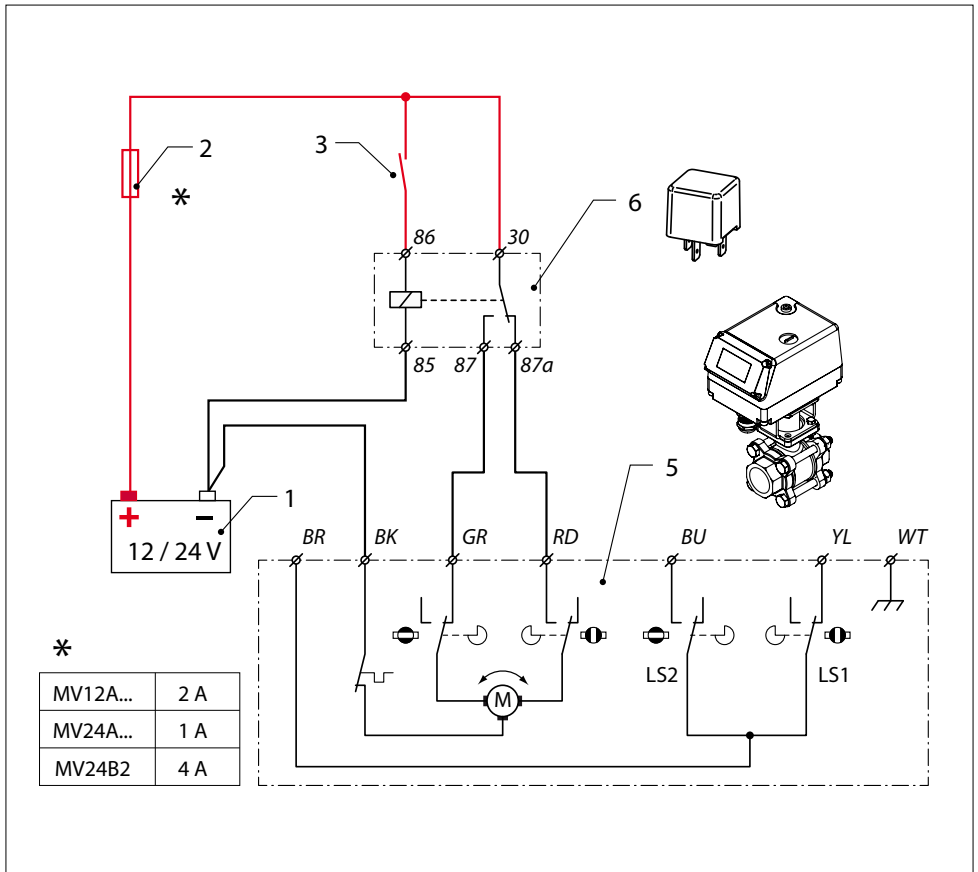 2
3
*
6
86 30
85 87 87a
5
+ -
1
12 / 24 V
BR BK GR RD BU YL WT
LS2 LS1
M
*
MV12A... 2 A
MV24A... 1 A
MV24B2 4 A